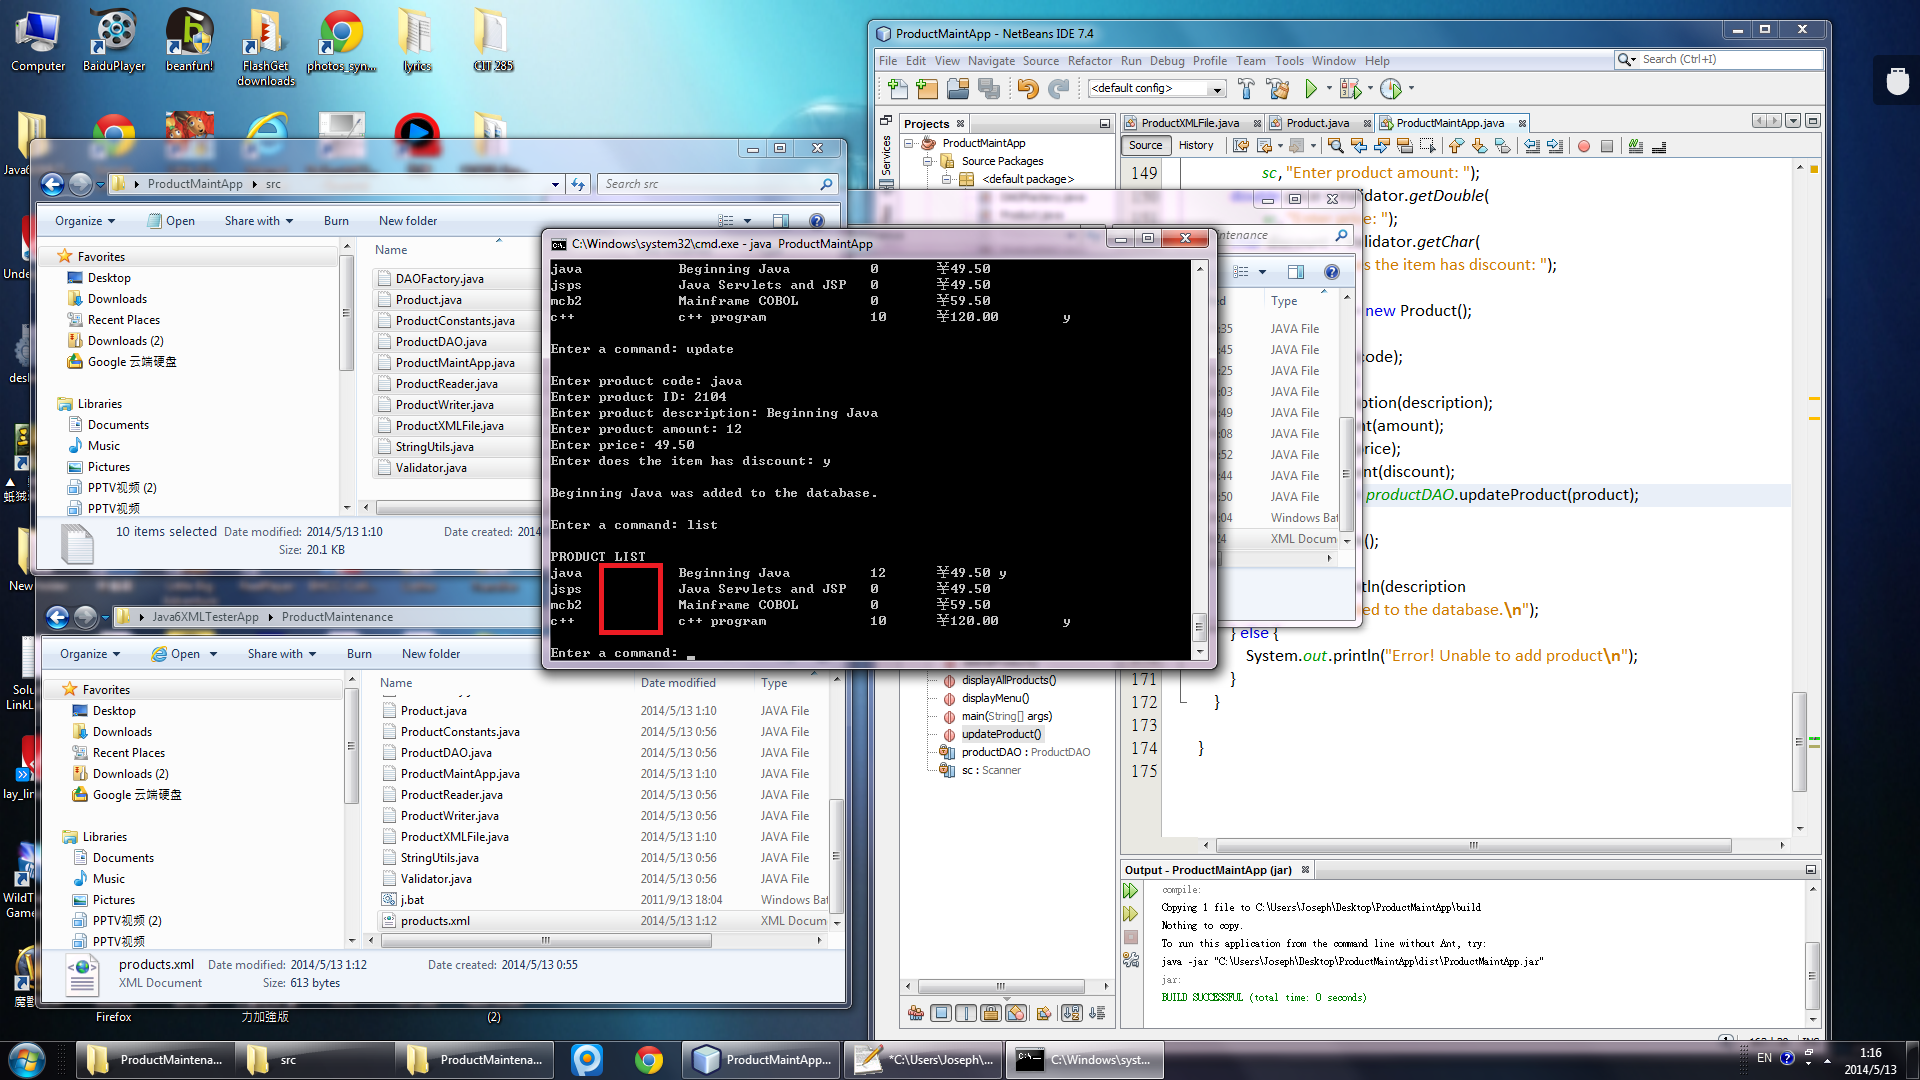 Computer
BaiduPlayer
beanfun!
FlashGet downloads
photos_syn...
lyrics
CIT 285
ProductMaintApp - NetBeans IDE 7.4
File Edit View Navigate Source Refactor Run Debug Profile Team Tools Window Help
Search (Ctrl+I)
<default config>
Projects
Services
ProductMaintApp
Source Packages
<default package>
ProductXMLFile.java
Product.java
ProductMaintApp.java
Source History
149 sc, "Enter product amount: ");
idator.getDouble(
lidator.getChar(
s the item has discount: ");
new Product();
ode);
ption(description);
nt(amount);
rice);
nt(discount);
productDAO.updateProduct(product);
();
tln(description
ed to the database.\n");
} else {
System.out.println("Error! Unable to add product\n");
171 }
172 }
173
174 }
175
displayAllProducts()
displayMenu()
main(String[] args)
updateProduct()
productDAO : ProductDAO
sc : Scanner
Output - ProductMaintApp (jar)
compile:
Copying 1 file to C:\Users\Joseph\Desktop\ProductMaintApp\build
Nothing to copy.
To run this application from the command line without Ant, try:
java -jar "C:\Users\Joseph\Desktop\ProductMaintApp\dist\ProductMaintApp.jar"
jar:
BUILD SUCCESSFUL (total time: 0 seconds)
ProductMaintApp src
Search src
Organize Open Share with Burn New folder
Favorites
Desktop
Downloads
Recent Places
Downloads (2)
Google 云端硬盘
Libraries
Documents
Music
Pictures
PPTV视频 (2)
PPTV视频
Name
DAOFactory.java
Product.java
ProductConstants.java
ProductDAO.java
ProductMaintApp.java
ProductReader.java
ProductWriter.java
ProductXMLFile.java
StringUtils.java
Validator.java
10 items selected Date modified: 2014/5/13 1:10 Date created: 2014
Size: 20.1 KB
C:\Windows\system32\cmd.exe - java ProductMaintApp
java Beginning Java 0 ¥49.50
jsps Java Servlets and JSP 0 ¥49.50
mcb2 Mainframe COBOL 0 ¥59.50
c++ c++ program 10 ¥120.00 y
Enter a command: update
Enter product code: java
Enter product ID: 2104
Enter product description: Beginning Java
Enter product amount: 12
Enter price: 49.50
Enter does the item has discount: y
Beginning Java was added to the database.
Enter a command: list
PRODUCT LIST
java Beginning Java 12 ¥49.50 y
jsps Java Servlets and JSP 0 ¥49.50
mcb2 Mainframe COBOL 0 ¥59.50
c++ c++ program 10 ¥120.00 y
Enter a command:
Type
:35 JAVA File
:45 JAVA File
:25 JAVA File
:03 JAVA File
:49 JAVA File
:08 JAVA File
:52 JAVA File
:44 JAVA File
:50 JAVA File
:04 Windows Bat
24 XML Docum
Java6XMLTesterApp ProductMaintenance
Organize Open Share with Burn New folder
Favorites
Desktop
Downloads
Recent Places
Downloads (2)
Google 云端硬盘
Libraries
Documents
Music
Pictures
PPTV视频 (2)
PPTV视频
Name Date modified Type
Product.java 2014/5/13 1:10 JAVA File
ProductConstants.java 2014/5/13 0:56 JAVA File
ProductDAO.java 2014/5/13 0:56 JAVA File
ProductMaintApp.java 2014/5/13 1:10 JAVA File
ProductReader.java 2014/5/13 0:56 JAVA File
ProductWriter.java 2014/5/13 0:56 JAVA File
ProductXMLFile.java 2014/5/13 1:10 JAVA File
StringUtils.java 2014/5/13 0:56 JAVA File
Validator.java 2014/5/13 0:56 JAVA File
j.bat 2011/9/13 18:04 Windows Bat
products.xml 2014/5/13 1:12 XML Docum
products.xml Date modified: 2014/5/13 1:12 Date created: 2014/5/13 0:55
XML Document Size: 613 bytes
Firefox
力加強版
(2)
ProductMaintena...
src
ProductMaintena...
ProductMaintApp...
*C:\Users\Joseph\...
C:\Windows\syst...
EN
1:16
2014/5/13